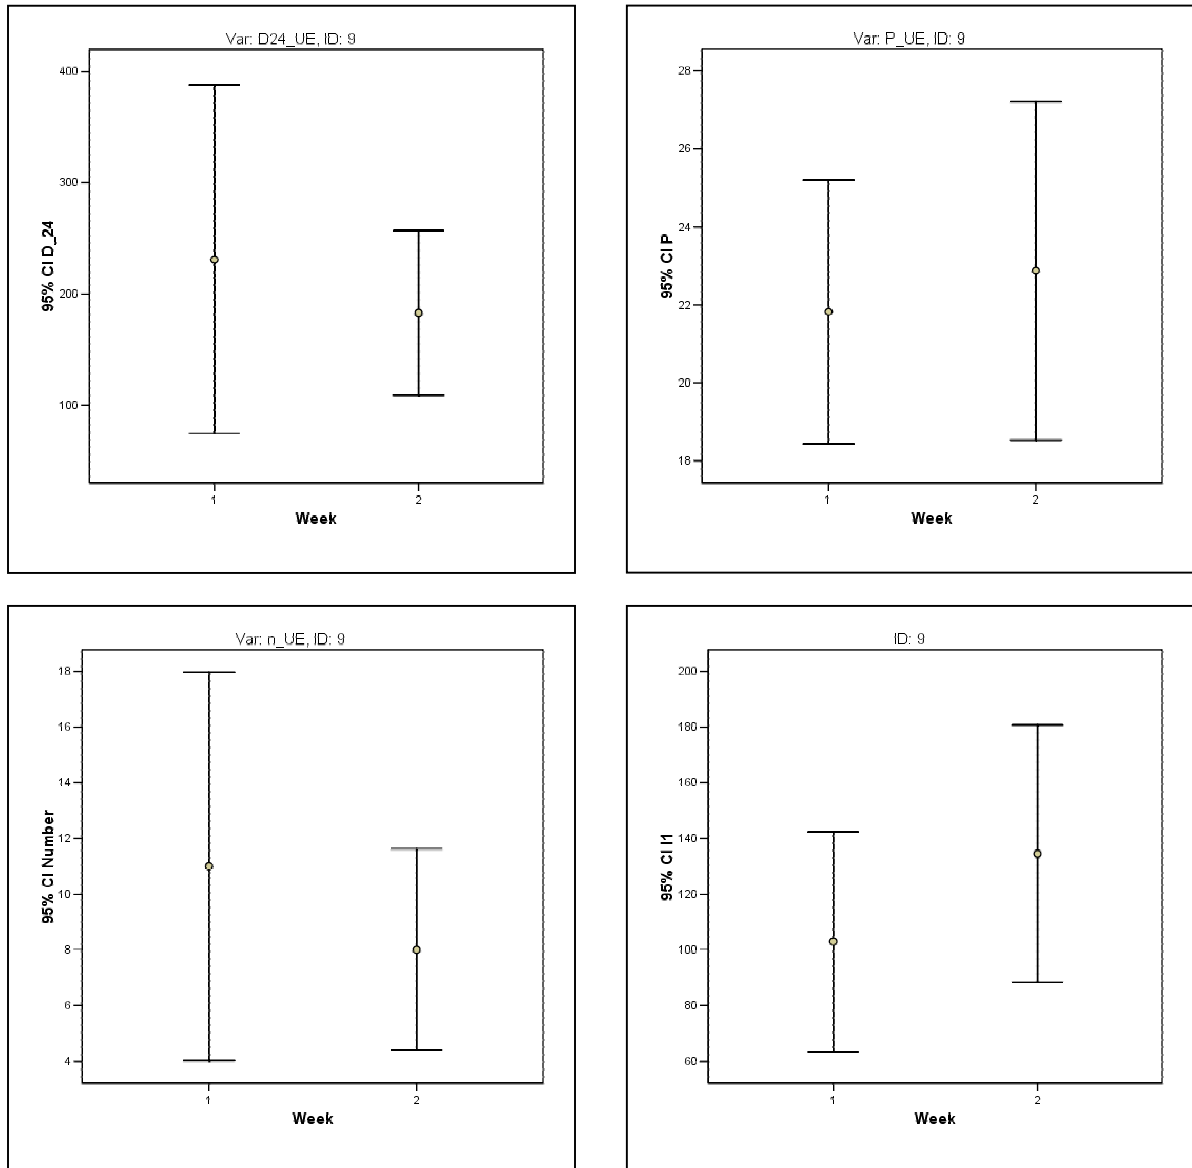 Var: D24_UE, ID: 9
400
300
200
100
95% CI D_24
1
2
Week
Var: P_UE, ID: 9
28
26
24
22
20
18
95% CI P
1
2
Week
Var: n_UE, ID: 9
18
16
14
12
10
8
6
4
95% CI Number
1
2
Week
ID: 9
200
180
160
140
120
100
80
60
95% CI I1
1
2
Week